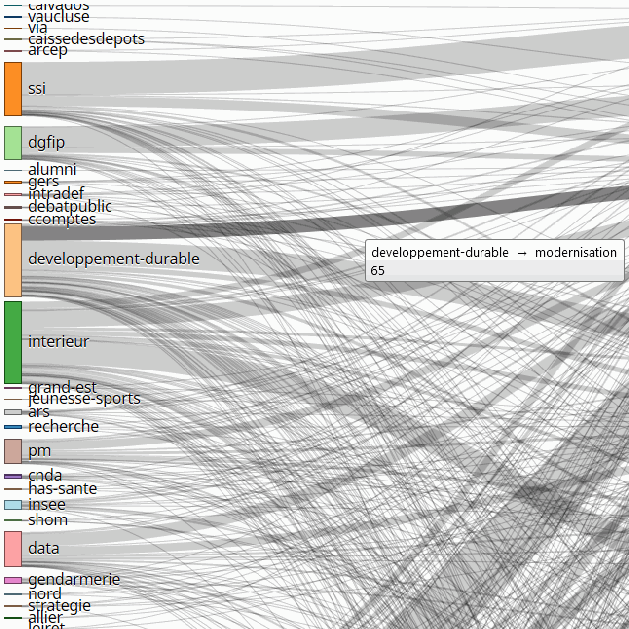 calvados
vaucluse
via
caissedesdepots
arcep
ssi
dgfip
alumni
gers
intradef
debatpublic
ccomptes
developpement-durable
developpement-durable → modernisation
65
interieur
grand-est
jeunesse-sports
ars
recherche
pm
cada
has-sante
insee
shom
data
gendarmerie
nord
strategie
allier
loiret